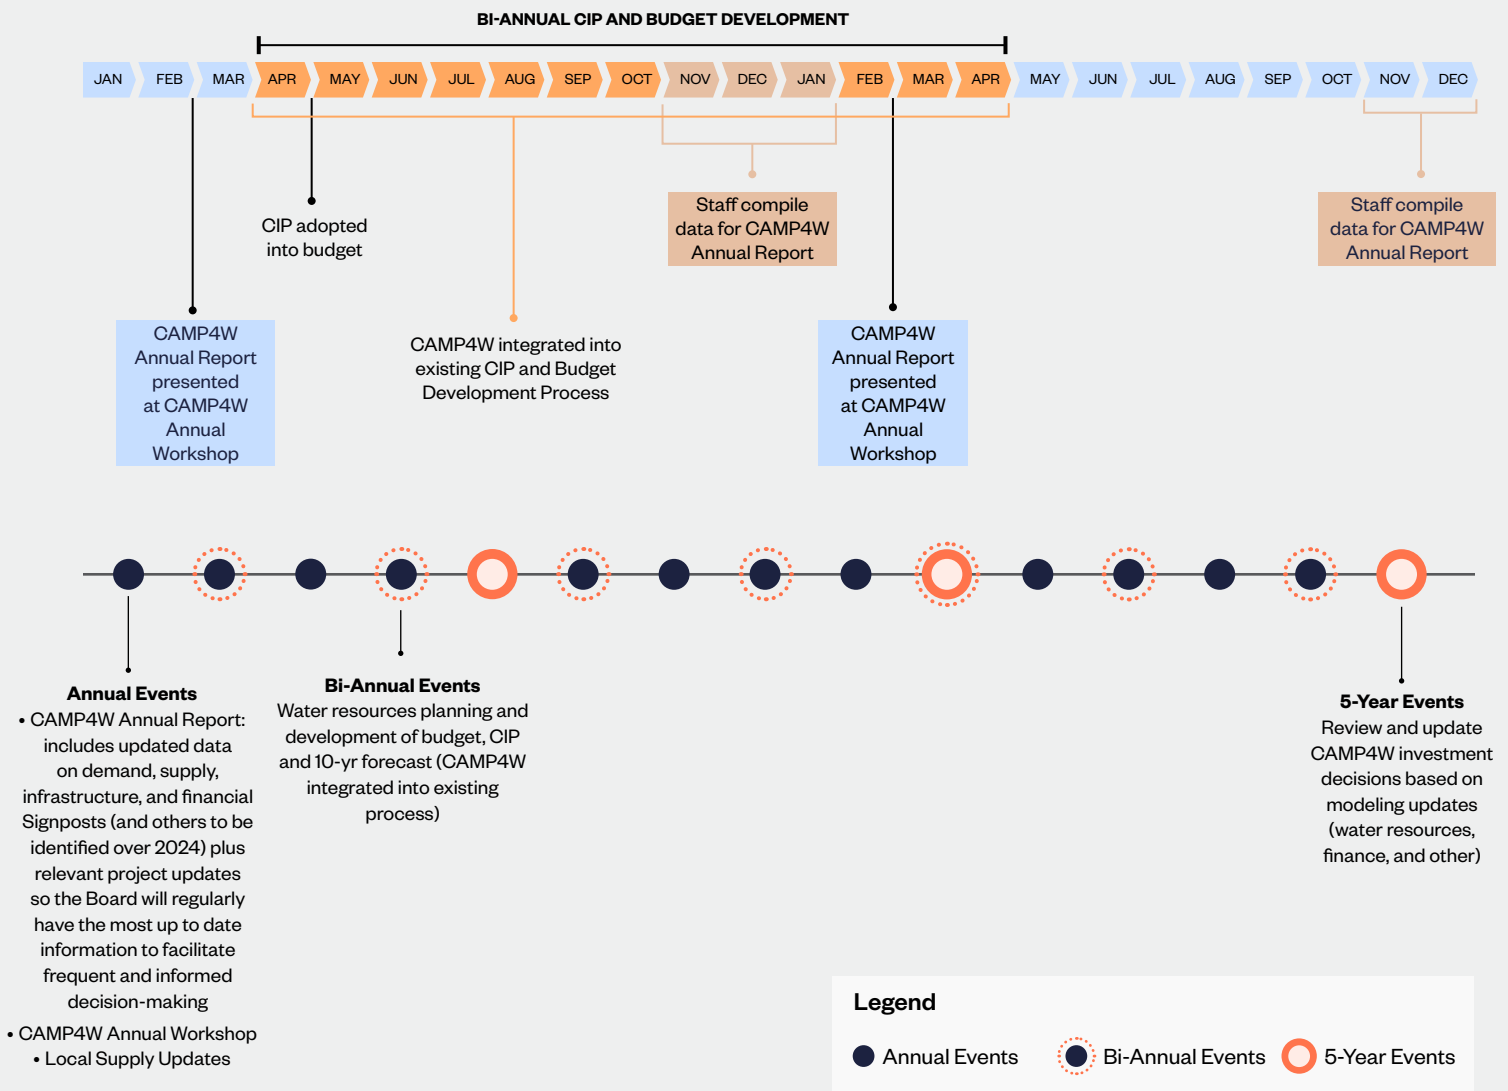 BI-ANNUAL CIP AND BUDGET DEVELOPMENT
JAN FEB MAR APR MAY JUN JUL AUG SEP OCT NOV DEC JAN FEB MAR APR MAY JUN JUL AUG SEP OCT NOV DEC
CIP adopted
into budget
Staff compile
data for CAMP4W
Annual Report
Staff compile
data for CAMP4W
Annual Report
CAMP4W
Annual Report
presented
at CAMP4W
Annual
Workshop
CAMP4W integrated into
existing CIP and Budget
Development Process
CAMP4W
Annual Report
presented
at CAMP4W
Annual
Workshop
Annual Events
• CAMP4W Annual Report:
includes updated data
on demand, supply,
infrastructure, and financial
Signposts (and others to be
identified over 2024) plus
relevant project updates
so the Board will regularly
have the most up to date
information to facilitate
frequent and informed
decision-making
• CAMP4W Annual Workshop
• Local Supply Updates
Bi-Annual Events
Water resources planning and
development of budget, CIP
and 10-yr forecast (CAMP4W
integrated into existing
process)
5-Year Events
Review and update
CAMP4W investment
decisions based on
modeling updates
(water resources,
finance, and other)
Legend
Annual Events
Bi-Annual Events
5-Year Events